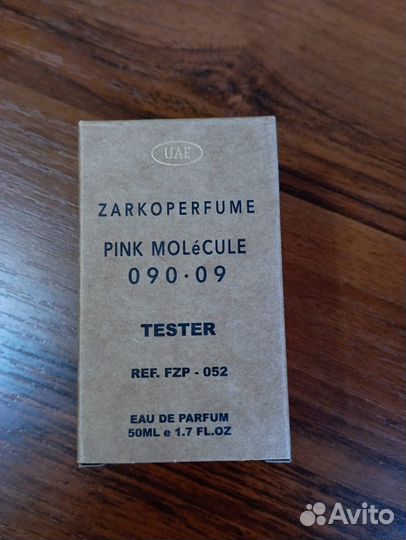 UAE
ZARKOPERFUME
PINK MOLéCULE
090·09
TESTER
REF. FZP - 052
EAU DE PARFUM
50ML e 1.7 FL.OZ
Avito